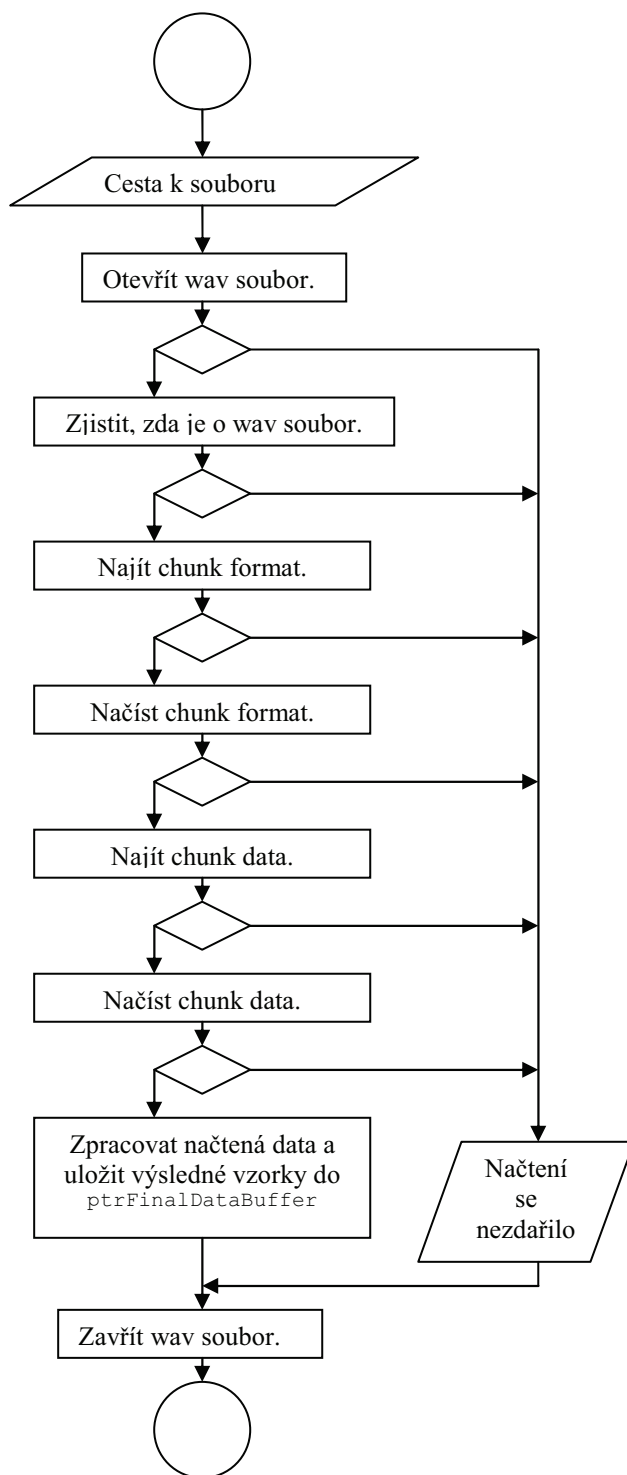 Cesta k souboru
Otevřít wav soubor.
Zjistit, zda je o wav soubor.
Najít chunk format.
Načíst chunk format.
Najít chunk data.
Načíst chunk data.
Zpracovat načtená data a
uložit výsledné vzorky do
ptrFinalDataBuffer
Načtení
se
nezdařilo
Zavřít wav soubor.